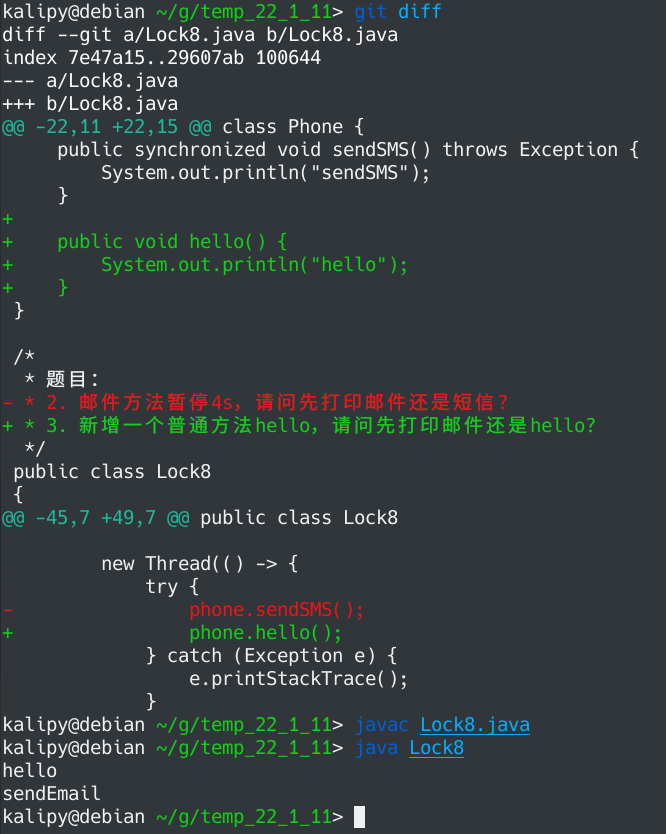 kalipy@debian ~/g/temp_22_1_11> git diff
diff --git a/Lock8.java b/Lock8.java
index 7e47a15..29607ab 100644
--- a/Lock8.java
+++ b/Lock8.java
@@ -22,11 +22,15 @@ class Phone {
     public synchronized void sendSMS() throws Exception {
         System.out.println("sendSMS");
     }
+
+    public void hello() {
+        System.out.println("hello");
+    }
 }

 /*
  * 题目：
- * 2. 邮件方法暂停4s，请问先打印邮件还是短信？
+ * 3. 新增一个普通方法hello，请问先打印邮件还是hello？
  */
 public class Lock8
 {
@@ -45,7 +49,7 @@ public class Lock8

         new Thread(() -> {
             try {
-                phone.sendSMS();
+                phone.hello();
             } catch (Exception e) {
                 e.printStackTrace();
             }
kalipy@debian ~/g/temp_22_1_11> javac Lock8.java
kalipy@debian ~/g/temp_22_1_11> java Lock8
hello
sendEmail
kalipy@debian ~/g/temp_22_1_11>